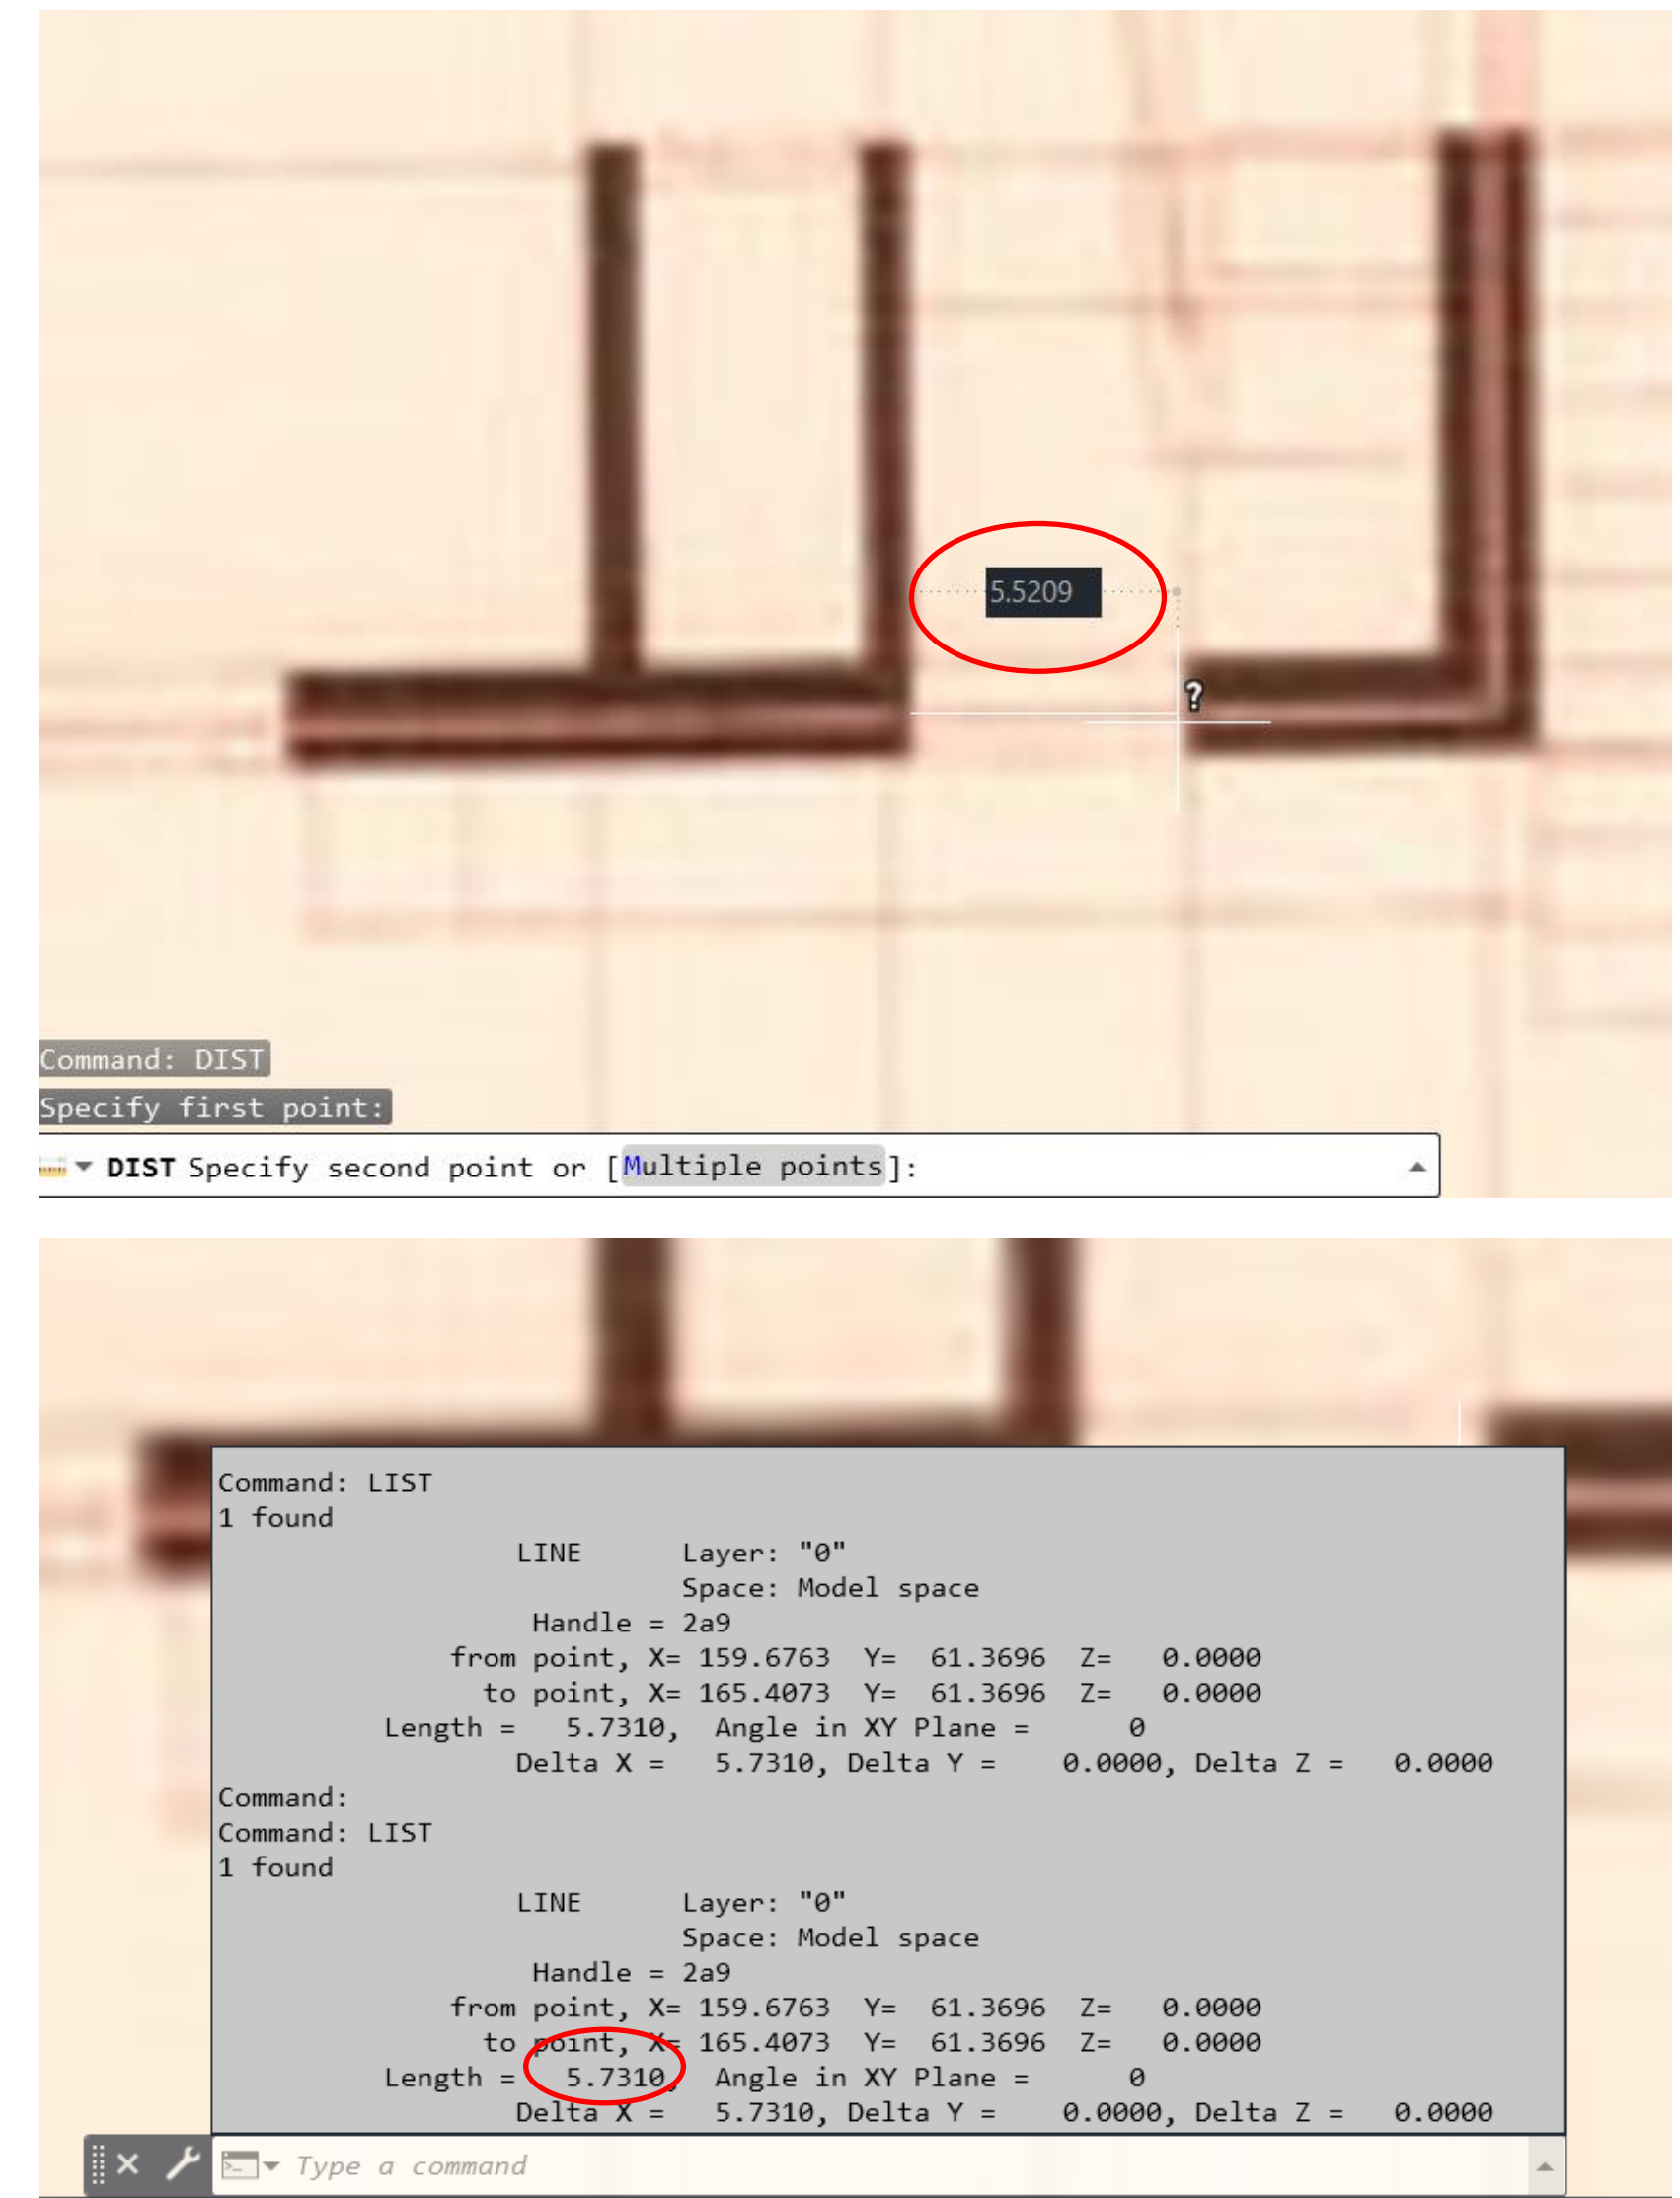 5.5209
?
Command: DIST
Specify first point:
DIST Specify second point or [Multiple points]:
Command: LIST
1 found
LINE Layer: "0"
Space: Model space
Handle = 2a9
from point, X= 159.6763 Y= 61.3696 Z= 0.0000
to point, X= 165.4073 Y= 61.3696 Z= 0.0000
Length = 5.7310, Angle in XY Plane = 0
Delta X = 5.7310, Delta Y = 0.0000, Delta Z = 0.0000
Command:
Command: LIST
1 found
LINE Layer: "0"
Space: Model space
Handle = 2a9
from point, X= 159.6763 Y= 61.3696 Z= 0.0000
to point, X= 165.4073 Y= 61.3696 Z= 0.0000
Length = 5.7310, Angle in XY Plane = 0
Delta X = 5.7310, Delta Y = 0.0000, Delta Z = 0.0000
Type a command